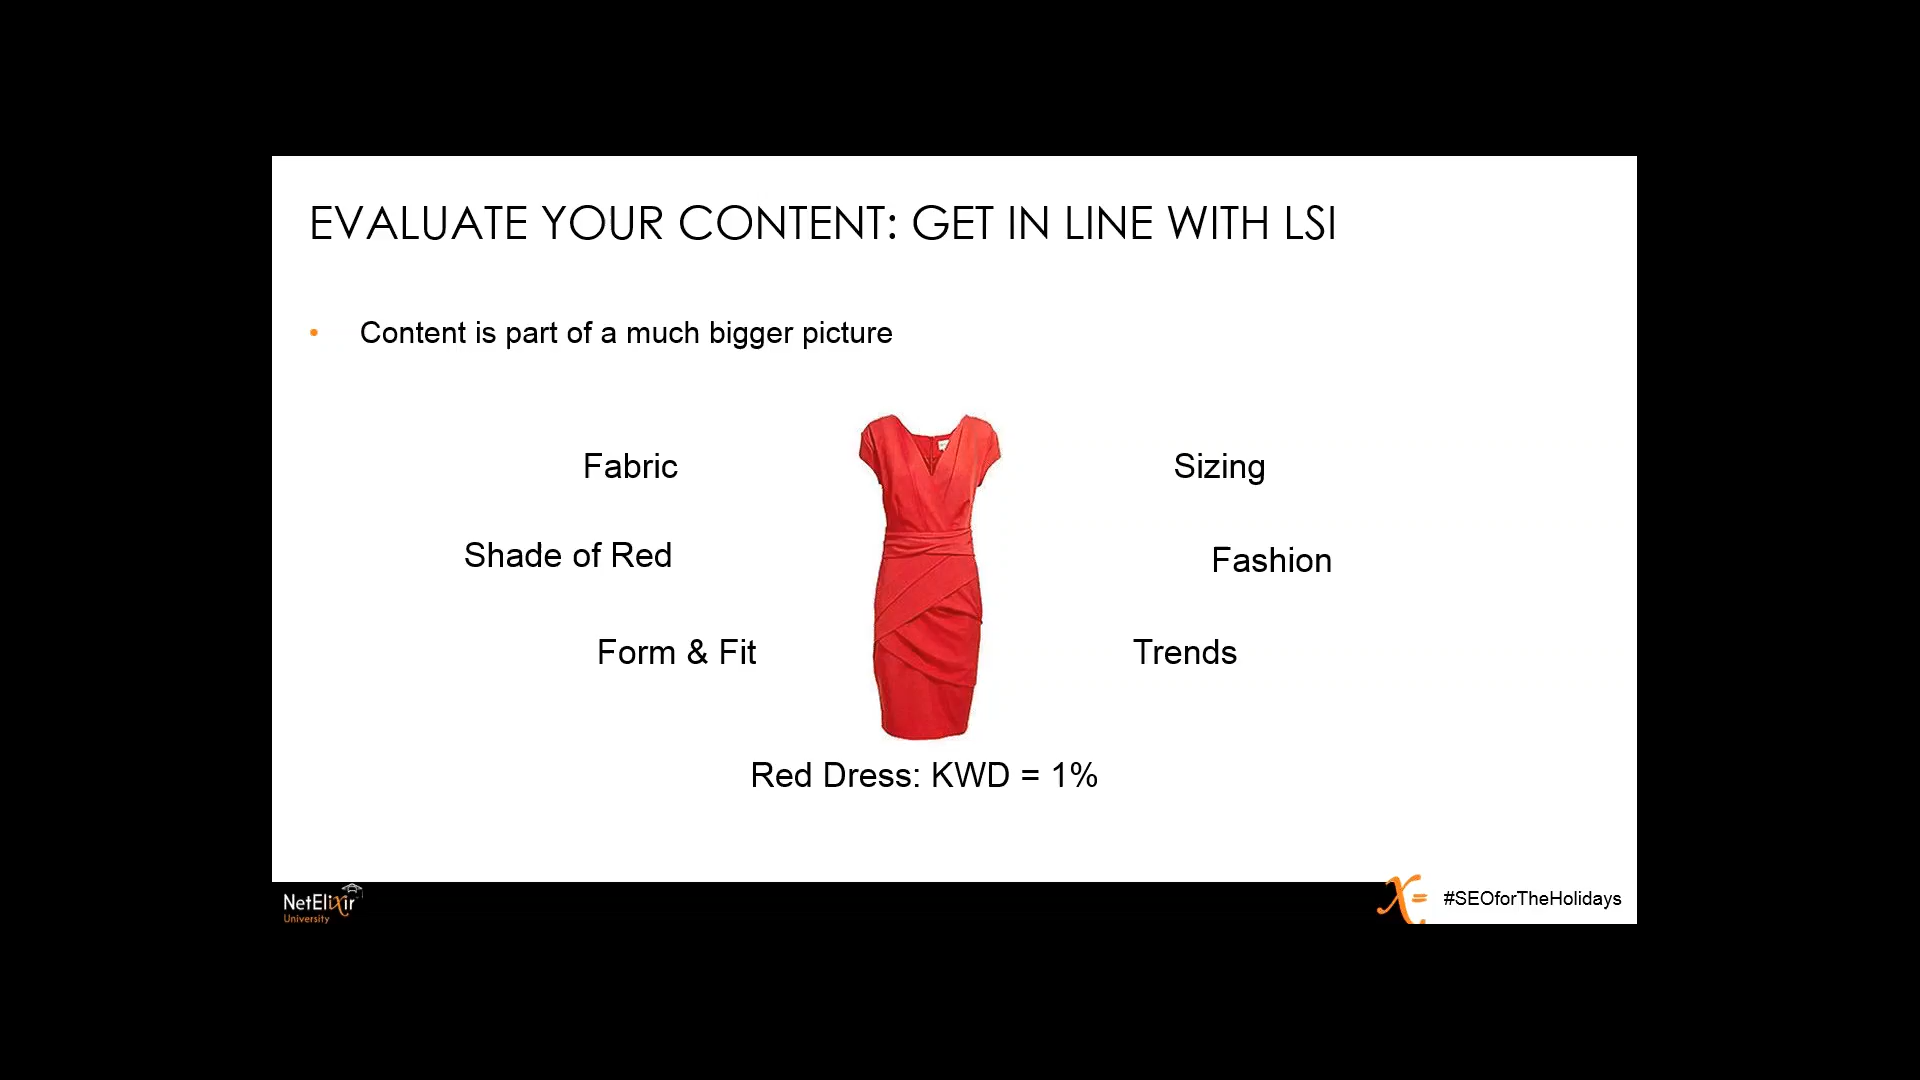 EVALUATE YOUR CONTENT: GET IN LINE WITH LSI
• Content is part of a much bigger picture
Fabric
Sizing
Shade of Red
Fashion
Form & Fit
Trends
Red Dress: KWD = 1%
NetElixir
University
X=
#SEOforTheHolidays